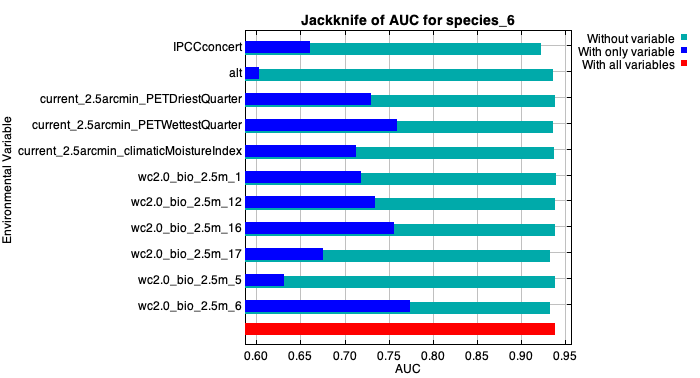 Jackknife of AUC for species_6
Without variable
With only variable
With all variables
Environmental Variable
IPCCconcert
alt
current_2.5arcmin_PETDriestQuarter
current_2.5arcmin_PETWettestQuarter
current_2.5arcmin_climaticMoistureIndex
wc2.0_bio_2.5m_1
wc2.0_bio_2.5m_12
wc2.0_bio_2.5m_16
wc2.0_bio_2.5m_17
wc2.0_bio_2.5m_5
wc2.0_bio_2.5m_6
0.60 0.65 0.70 0.75 0.80 0.85 0.90 0.95
AUC